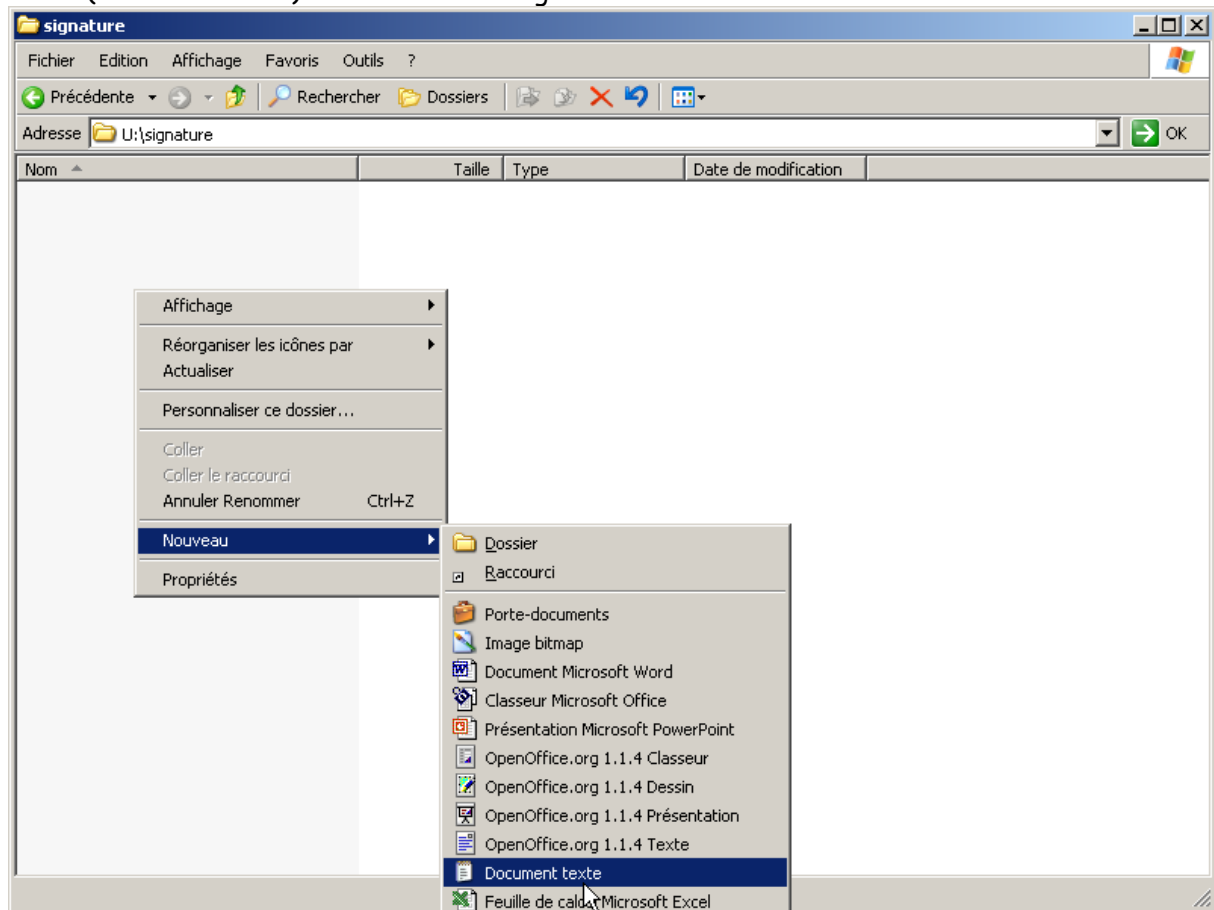 signature
Fichier Edition Affichage Favoris Outils ?
Précédente Rechercher Dossiers
Adresse U:\signature OK
Nom Taille Type Date de modification
Affichage
Réorganiser les icônes par
Actualiser
Personnaliser ce dossier...
Coller
Coller le raccourci
Annuler Renommer Ctrl+Z
Nouveau
Propriétés
Dossier
Raccourci
Porte-documents
Image bitmap
Document Microsoft Word
Classeur Microsoft Office
Présentation Microsoft PowerPoint
OpenOffice.org 1.1.4 Classeur
OpenOffice.org 1.1.4 Dessin
OpenOffice.org 1.1.4 Présentation
OpenOffice.org 1.1.4 Texte
Document texte
Feuille de calcul Microsoft Excel